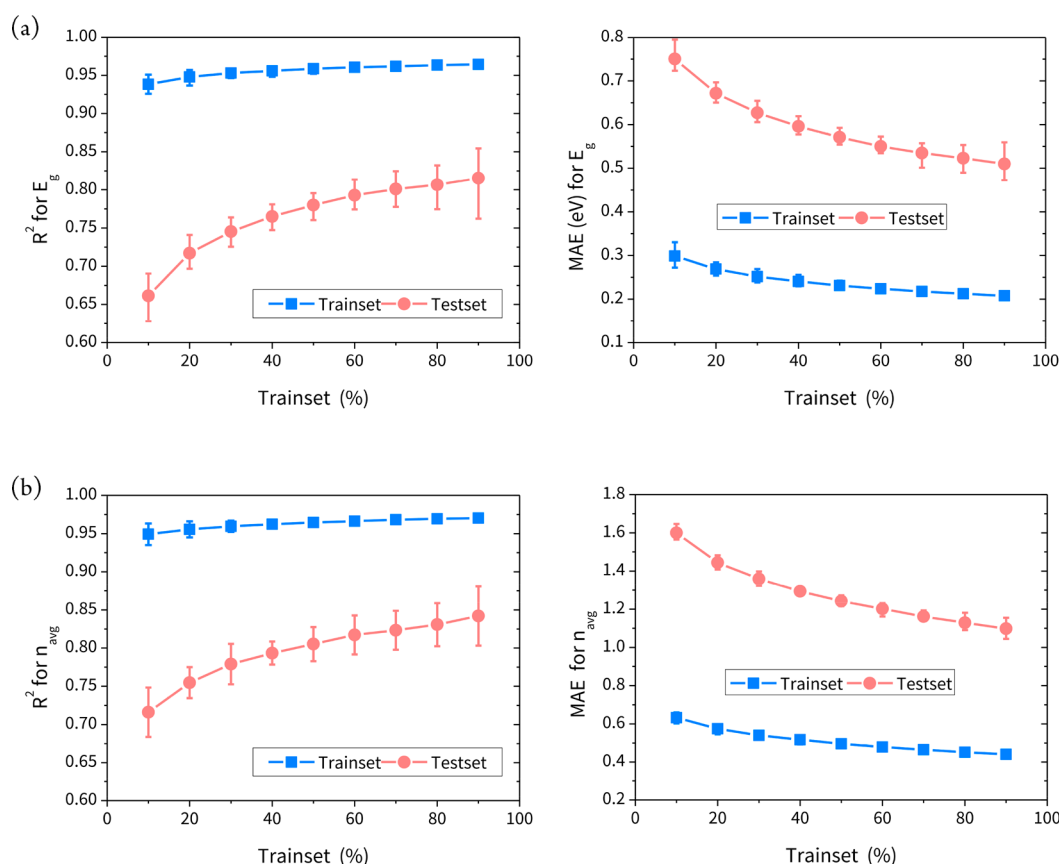 (a)
1.00
0.95
0.90
0.85
0.80
0.75
0.70
0.65
0.60
R² for E_g
0 20 40 60 80 100
Trainset (%)
Trainset Testset
0.8
0.7
0.6
0.5
0.4
0.3
0.2
0.1
MAE (eV) for E_g
0 20 40 60 80 100
Trainset (%)
Trainset Testset
(b)
1.00
0.95
0.90
0.85
0.80
0.75
0.70
0.65
0.60
R² for n_avg
0 20 40 60 80 100
Trainset (%)
Trainset Testset
1.8
1.6
1.4
1.2
1.0
0.8
0.6
0.4
0.2
MAE for n_avg
0 20 40 60 80 100
Trainset (%)
Trainset Testset